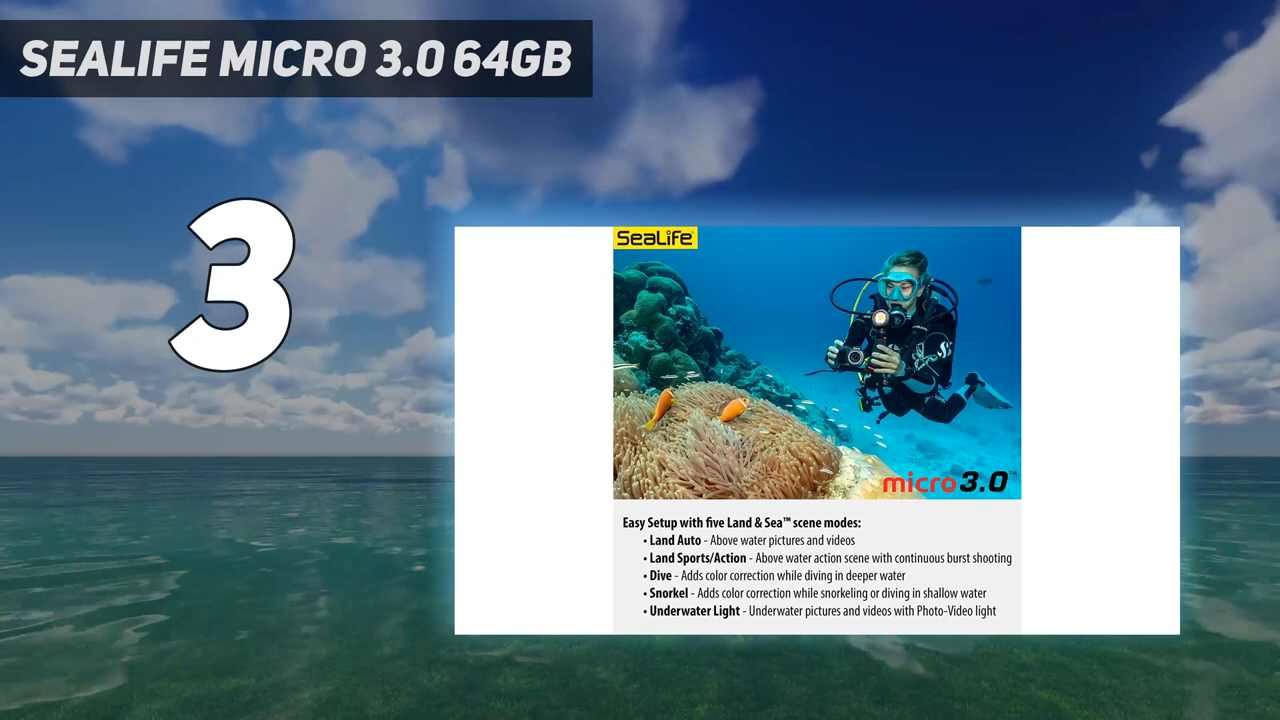 SEALIFE MICRO 3.0 64GB
3
SeaLife
micro 3.0™
Easy Setup with five Land & Sea™ scene modes:
• Land Auto - Above water pictures and videos
• Land Sports/Action - Above water action scene with continuous burst shooting
• Dive - Adds color correction while diving in deeper water
• Snorkel - Adds color correction while snorkeling or diving in shallow water
• Underwater Light - Underwater pictures and videos with Photo-Video light